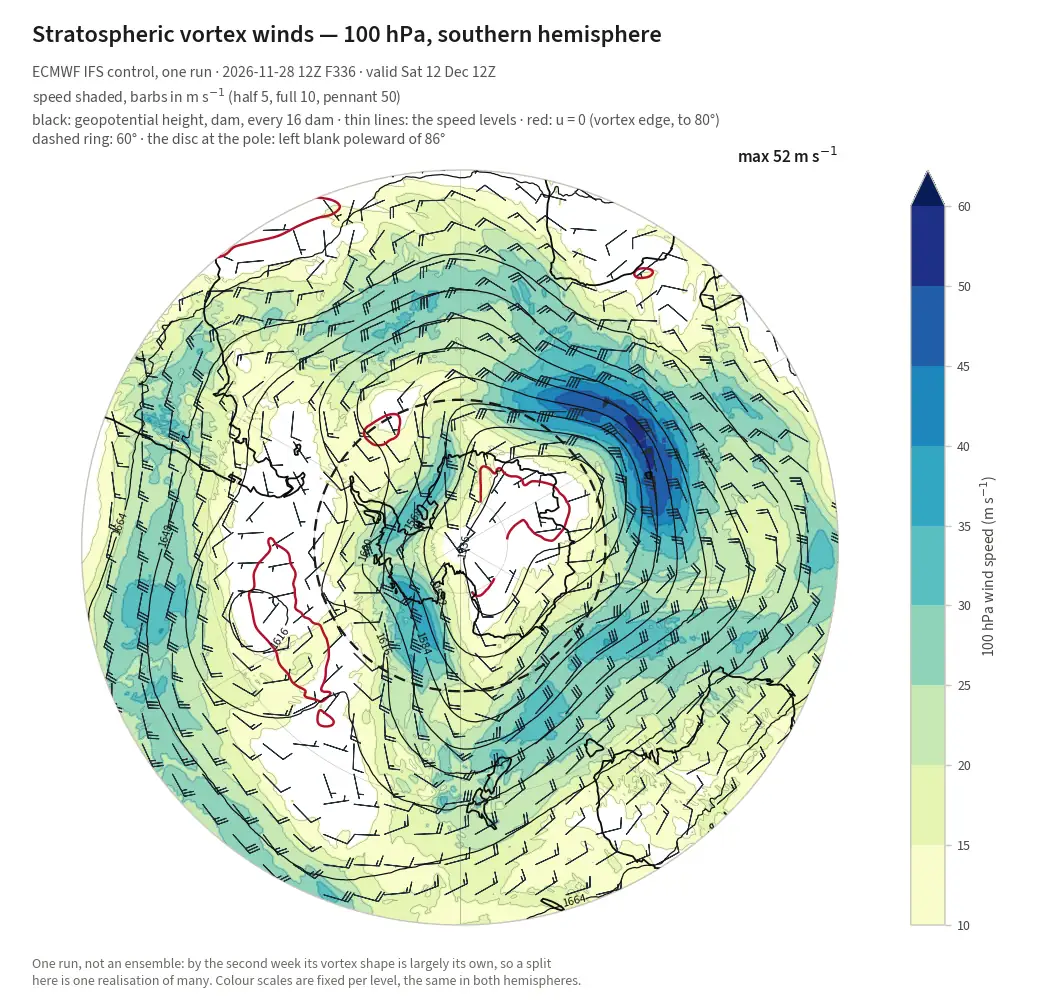 Stratospheric vortex winds — 100 hPa, southern hemisphere
ECMWF IFS control, one run · 2026-11-28 12Z F336 · valid Sat 12 Dec 12Z
speed shaded, barbs in m s⁻¹ (half 5, full 10, pennant 50)
black: geopotential height, dam, every 16 dam · thin lines: the speed levels · red: u = 0 (vortex edge, to 80°)
dashed ring: 60° · the disc at the pole: left blank poleward of 86°
max 52 m s⁻¹
60
50
45
40
35
30
25
20
15
10
100 hPa wind speed (m s⁻¹)
1664
1648
1616
1584
1664
One run, not an ensemble: by the second week its vortex shape is largely its own, so a split
here is one realisation of many. Colour scales are fixed per level, the same in both hemispheres.